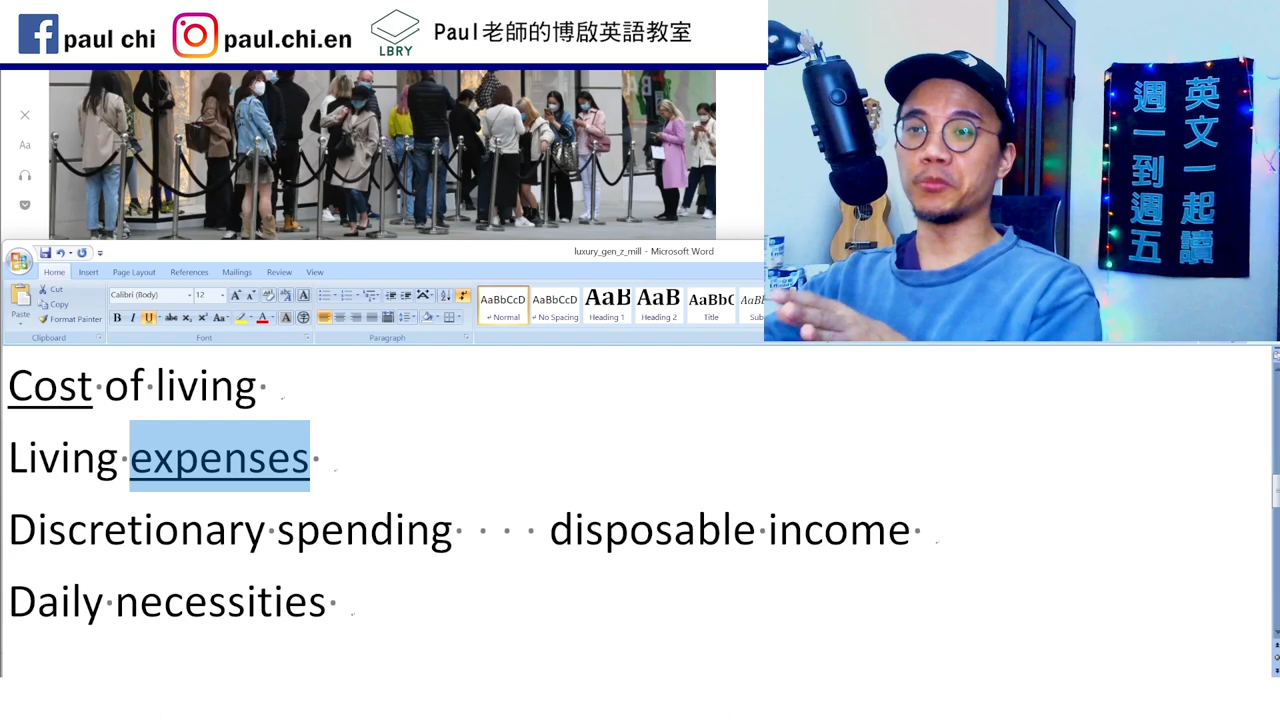 paul chi
paul.chi.en
LBRY
Paul老師的博啟英語教室
英文一起讀
週一到週五
Aa
luxury_gen_z_mill - Microsoft Word
Home Insert Page Layout References Mailings Review View
Paste
Cut
Copy
Format Painter
Clipboard
Calibri (Body) 12
Font
Paragraph
AaBbCcD AaBbCcD AaBb AaBb AaBbC
Normal No Spacing Heading 1 Heading 2 Title
Cost of living
Living expenses
Discretionary spending disposable income
Daily necessities